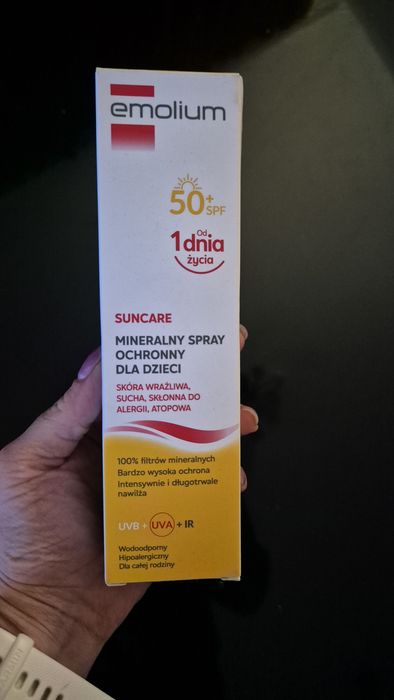 emolium
50+
SPF
Od
1 dnia
życia
SUNCARE
MINERALNY SPRAY
OCHRONNY
DLA DZIECI
SKÓRA WRAŻLIWA,
SUCHA, SKŁONNA DO
ALERGII, ATOPOWA
100% filtrów mineralnych
Bardzo wysoka ochrona
Intensywnie i długotrwale
nawilża
UVB + UVA + IR
Wodoodporny
Hipoalergiczny
Dla całej rodziny
GARMIN